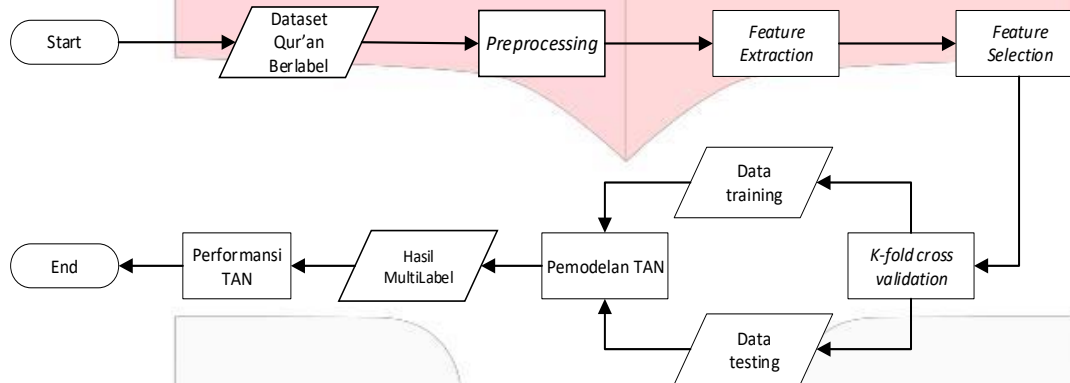 Start
Dataset
Qur'an
Berlabel
Preprocessing
Feature
Extraction
Feature
Selection
Data
training
K-fold cross
validation
Data
testing
Pemodelan TAN
Hasil
MultiLabel
Performansi
TAN
End